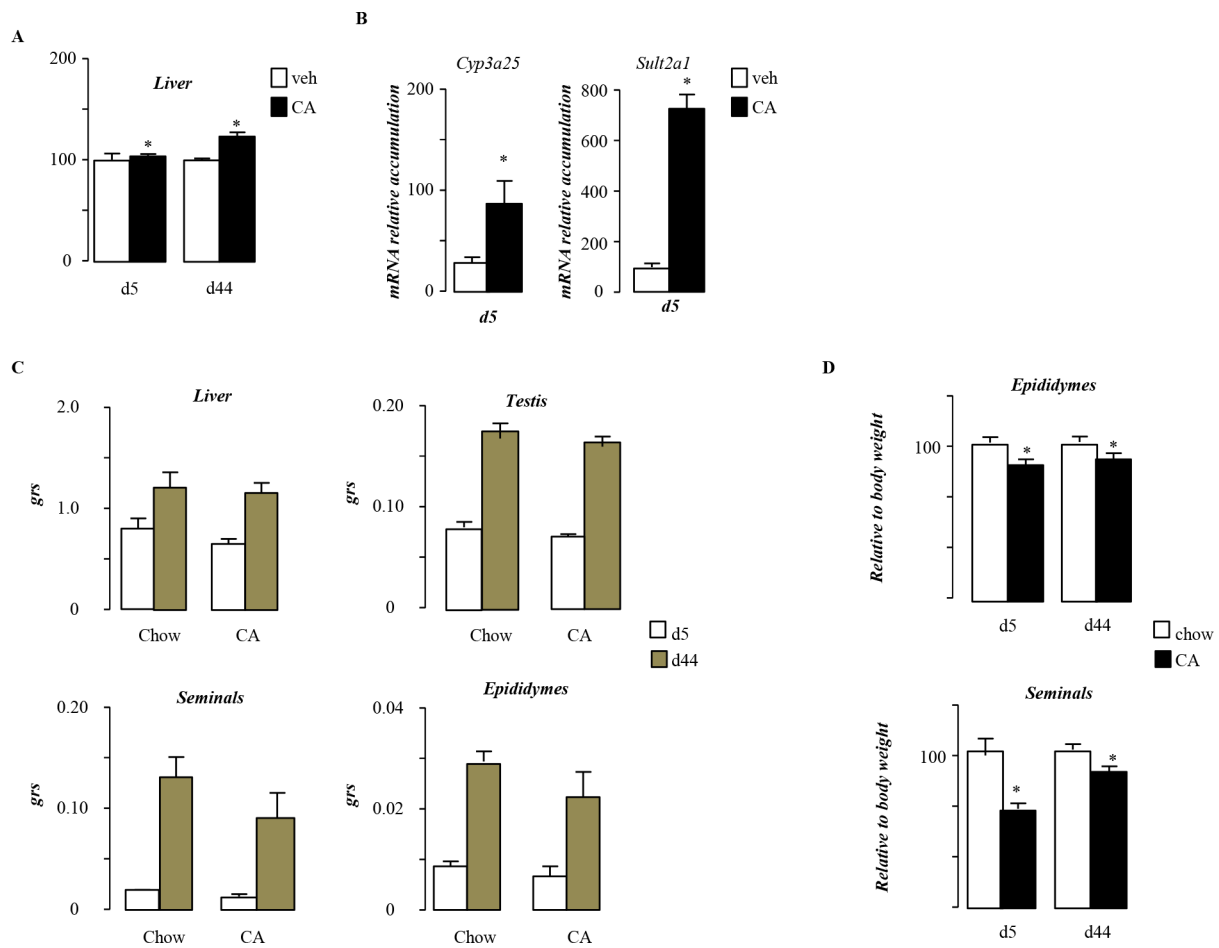 A
200
100
0
Liver
veh
CA
*
*
d5
d44
B
Cyp3a25
mRNA relative accumulation
200
100
0
*
d5
Sult2a1
mRNA relative accumulation
800
600
400
200
0
*
d5
veh
CA
C
Liver
grs
2.0
1.0
0
Chow
CA
Testis
grs
0.20
0.10
0
Chow
CA
d5
d44
Seminals
grs
0.20
0.10
0
Chow
CA
Epididymes
grs
0.04
0.02
0
Chow
CA
D
Epididymes
Relative to body weight
100
*
*
d5
d44
chow
CA
Seminals
Relative to body weight
100
*
*
d5
d44